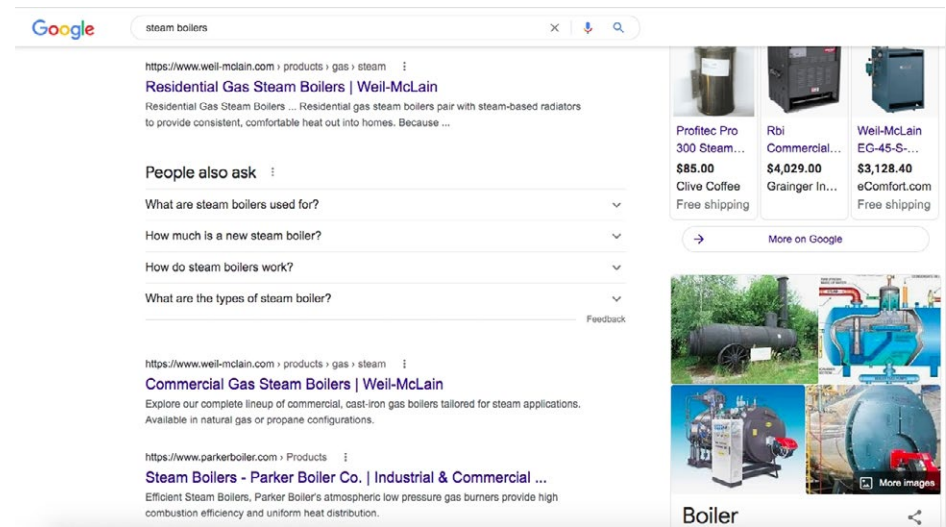 Google
steam boilers
https://www.weil-mclain.com › products › gas › steam
Residential Gas Steam Boilers | Weil-McLain
Residential Gas Steam Boilers ... Residential gas steam boilers pair with steam-based radiators
to provide consistent, comfortable heat out into homes. Because ...
People also ask
What are steam boilers used for?
How much is a new steam boiler?
How do steam boilers work?
What are the types of steam boiler?
Feedback
https://www.weil-mclain.com › products › gas › steam
Commercial Gas Steam Boilers | Weil-McLain
Explore our complete lineup of commercial, cast-iron gas boilers tailored for steam applications.
Available in natural gas or propane configurations.
https://www.parkerboiler.com › Products
Steam Boilers - Parker Boiler Co. | Industrial & Commercial ...
Efficient Steam Boilers, Parker Boiler's atmospheric low pressure gas burners provide high
combustion efficiency and uniform heat distribution.
Profitec Pro
300 Steam...
$85.00
Clive Coffee
Free shipping
Rbi
Commercial...
$4,029.00
Grainger In...
Weil-McLain
EG-45-S-...
$3,128.40
eComfort.com
Free shipping
More on Google
More images
Boiler